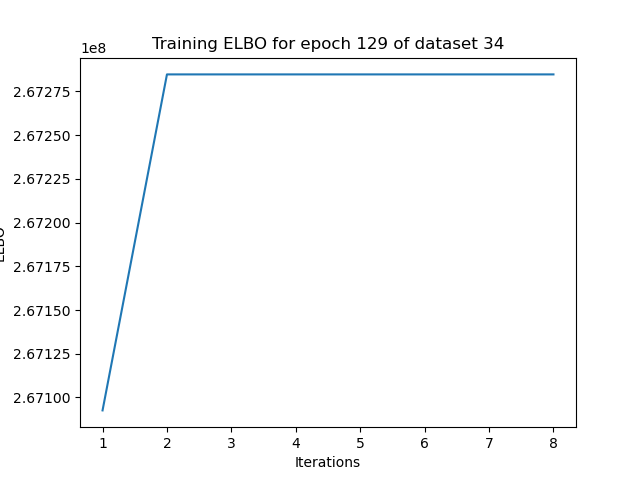 1e8
Training ELBO for epoch 129 of dataset 34
2.67275
2.67250
2.67225
2.67200
2.67175
2.67150
2.67125
2.67100
ELBO
1 2 3 4 5 6 7 8
Iterations